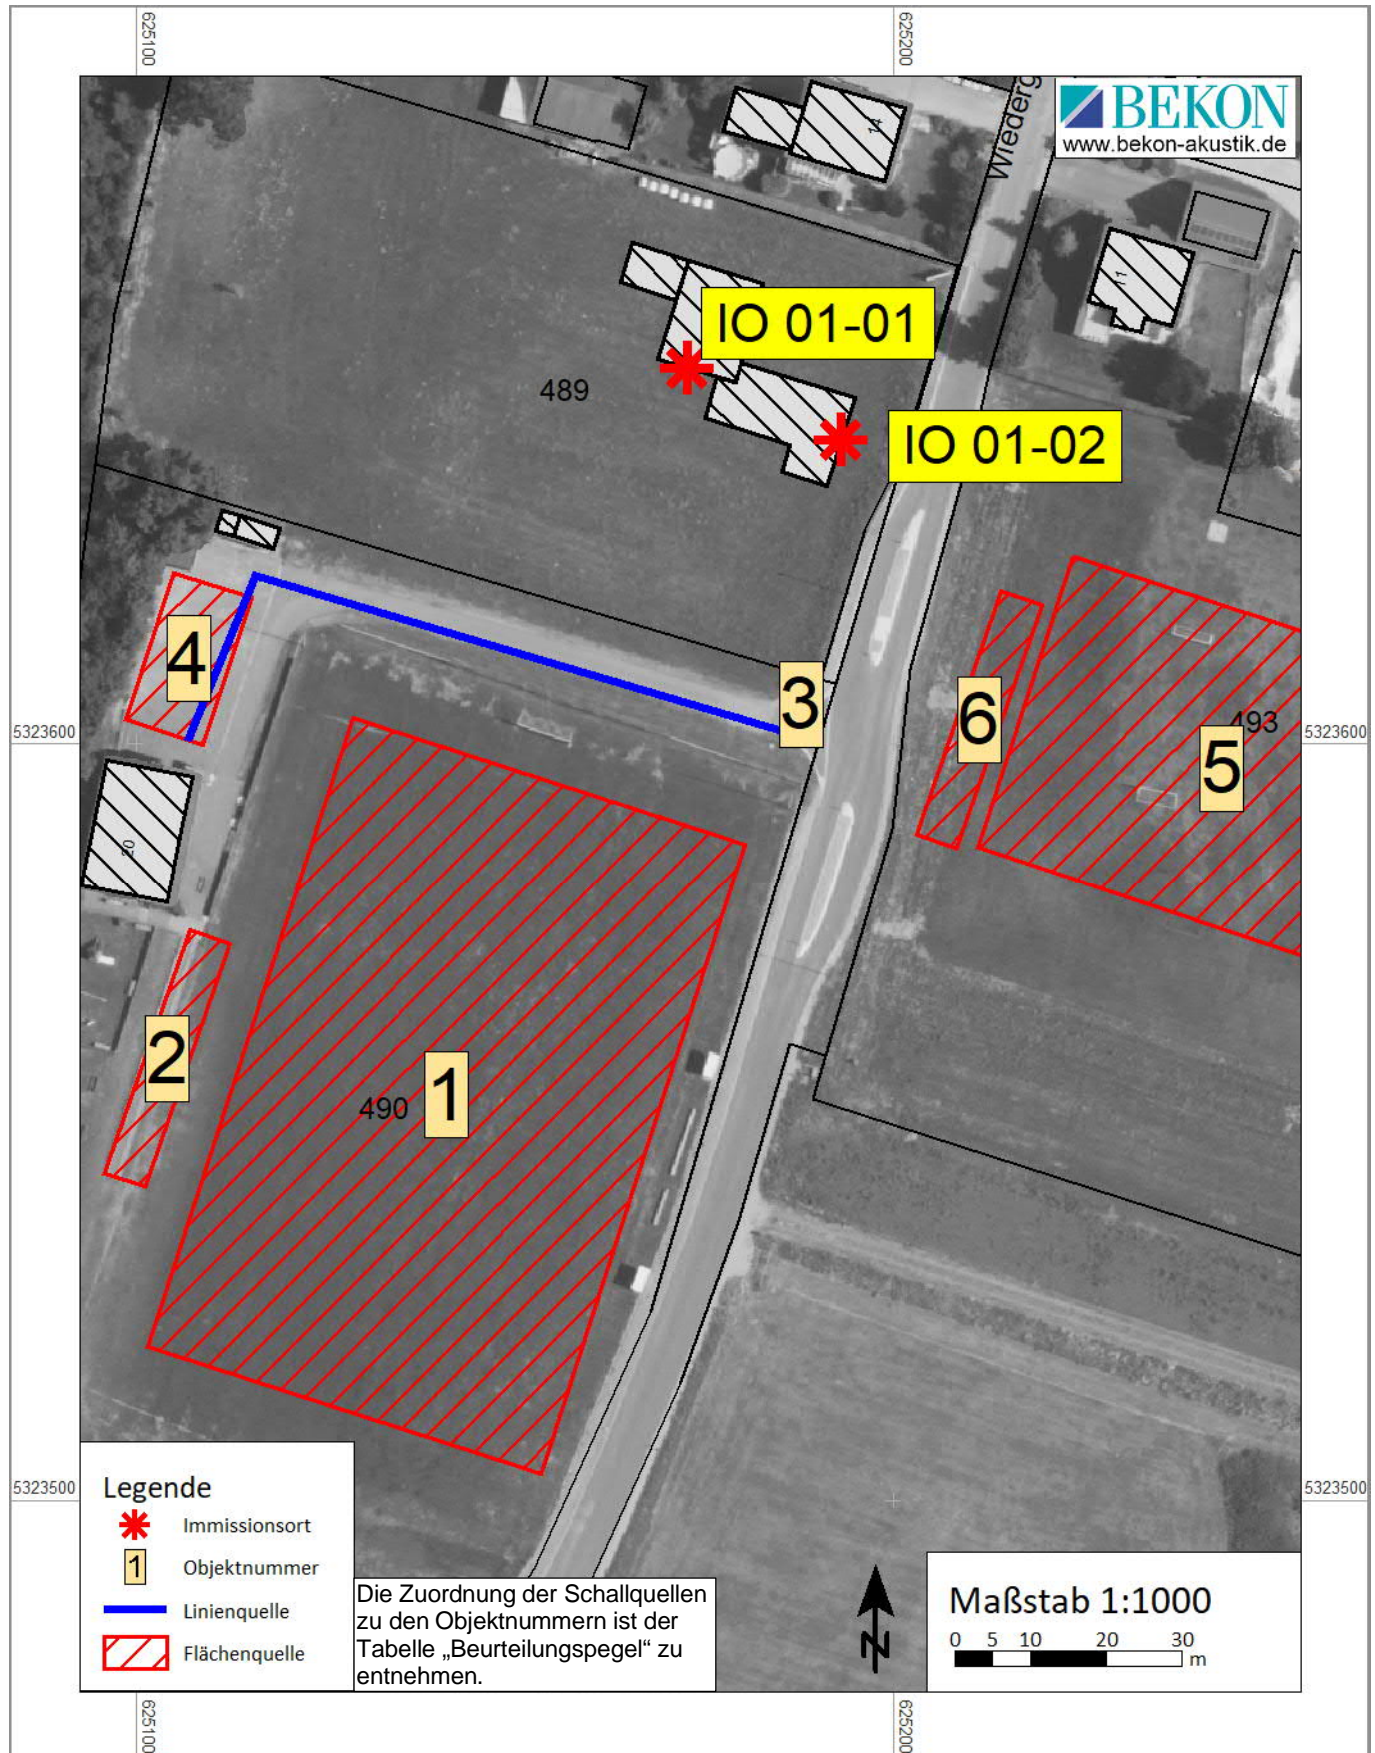 625100
625200
BEKON
www.bekon-akustik.de
Wiederg
14
11
IO 01-01
489
IO 01-02
4
3
6
493
5323600
5323600
5
20
2
1
490
5323500
5323500
Legende
Immissionsort
1 Objektnummer
Linienquelle
Flächenquelle
Die Zuordnung der Schallquellen
zu den Objektnummern ist der
Tabelle „Beurteilungspegel“ zu
entnehmen.
N
Maßstab 1:1000
0 5 10 20 30
m
625100
625200